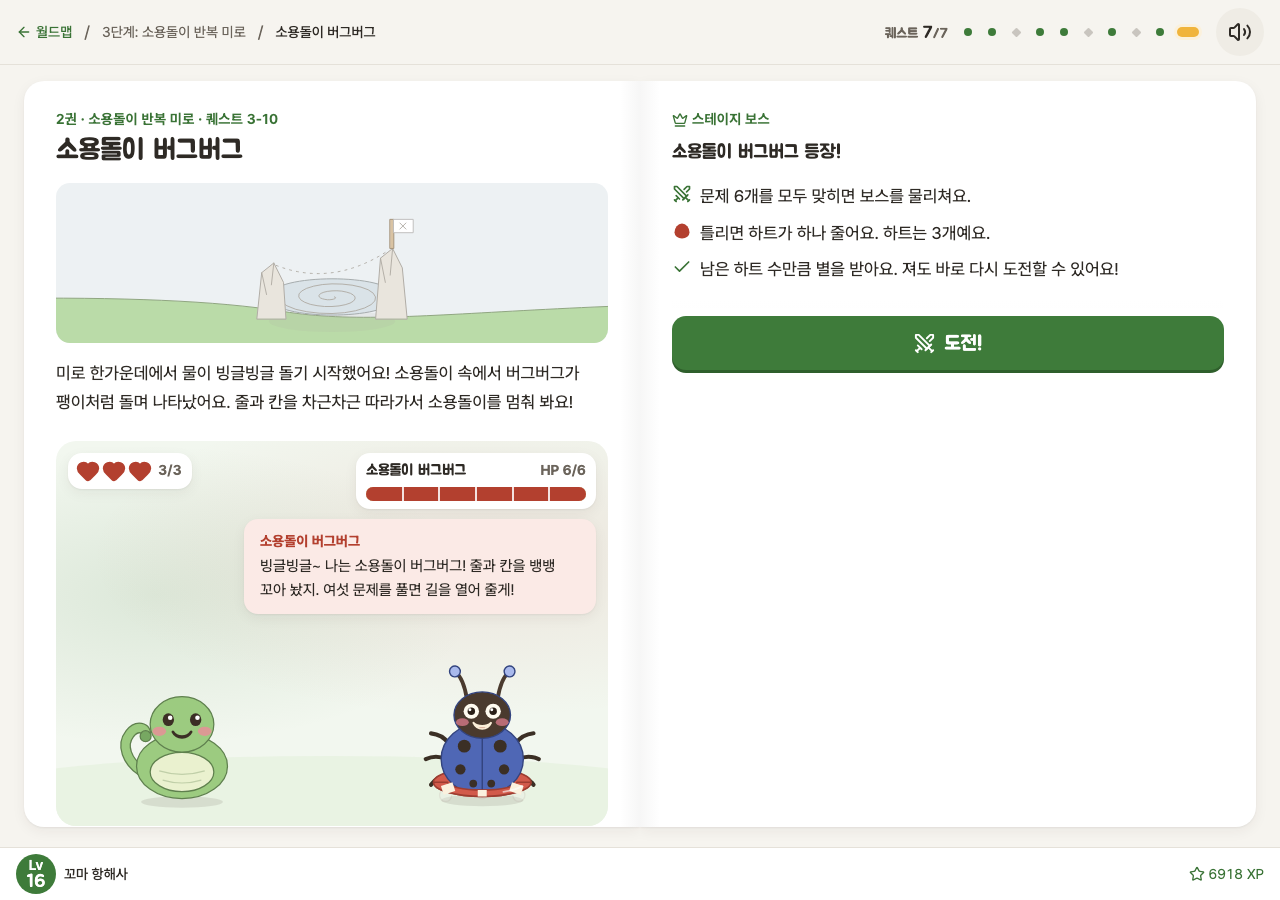 월드맵 / 3단계: 소용돌이 반복 미로 / 소용돌이 버그버그
퀘스트 7/7
2권 · 소용돌이 반복 미로 · 퀘스트 3-10
소용돌이 버그버그
미로 한가운데에서 물이 빙글빙글 돌기 시작했어요! 소용돌이 속에서 버그버그가
팽이처럼 돌며 나타났어요. 줄과 칸을 차근차근 따라가서 소용돌이를 멈춰 봐요!
3/3
소용돌이 버그버그 HP 6/6
소용돌이 버그버그
빙글빙글~ 나는 소용돌이 버그버그! 줄과 칸을 뱅뱅
꼬아 놨지. 여섯 문제를 풀면 길을 열어 줄게!
스테이지 보스
소용돌이 버그버그 등장!
문제 6개를 모두 맞히면 보스를 물리쳐요.
틀리면 하트가 하나 줄어요. 하트는 3개예요.
남은 하트 수만큼 별을 받아요. 져도 바로 다시 도전할 수 있어요!
도전!
Lv
16
꼬마 항해사
6918 XP